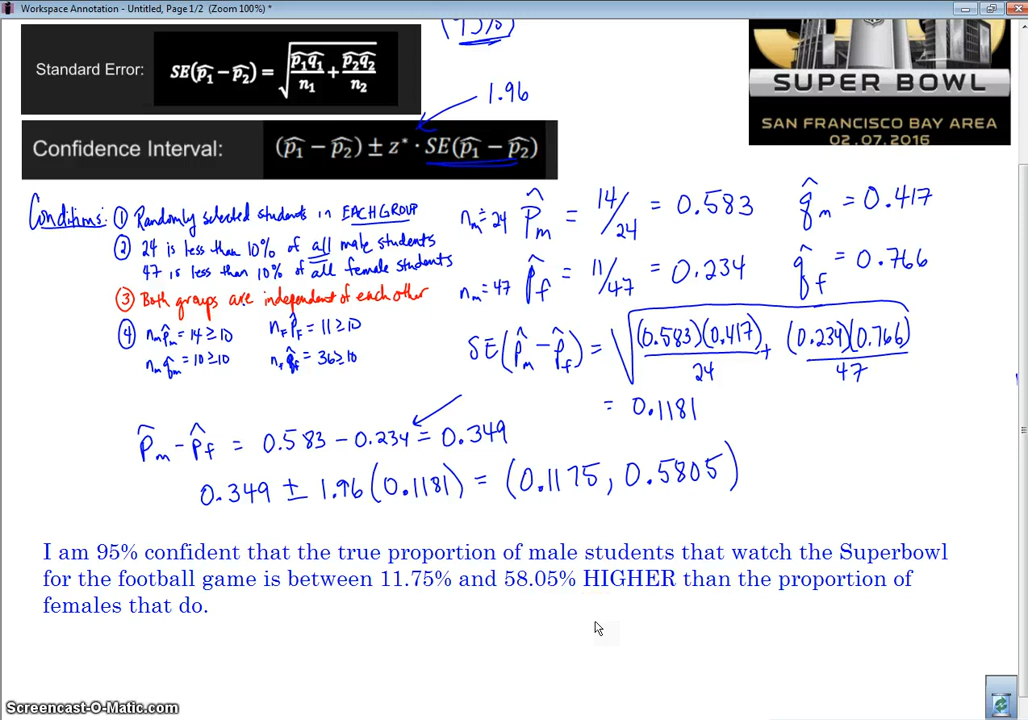 Workspace Annotation - Untitled, Page 1/2 (Zoom 100%) *
(95%)
Standard Error: SE(p̂₁ − p̂₂) = √(p̂₁q̂₁/n₁ + p̂₂q̂₂/n₂)
1.96
Confidence Interval: (p̂₁ − p̂₂) ± z* · SE(p̂₁ − p̂₂)
SUPER BOWL
SAN FRANCISCO BAY AREA
02.07.2016
Conditions: ① Randomly selected students in EACH GROUP
② 24 is less than 10% of all male students
47 is less than 10% of all female students
③ Both groups are independent of each other
④ nₘp̂ₘ = 14 ≥ 10 n_F p̂_F = 11 ≥ 10
nₘq̂ₘ = 10 ≥ 10 n_f q̂_f = 36 ≥ 10
nₘ = 24 p̂ₘ = 14/24 = 0.583 q̂ₘ = 0.417
nₘ = 47 p̂_f = 11/47 = 0.234 q̂_f = 0.766
SE(p̂ₘ − p̂_f) = √((0.583)(0.417)/24 + (0.234)(0.766)/47)
= 0.1181
p̂ₘ − p̂_f = 0.583 − 0.234 = 0.349
0.349 ± 1.96(0.1181) = (0.1175, 0.5805)
I am 95% confident that the true proportion of male students that watch the Superbowl
for the football game is between 11.75% and 58.05% HIGHER than the proportion of
females that do.
Screencast-O-Matic.com